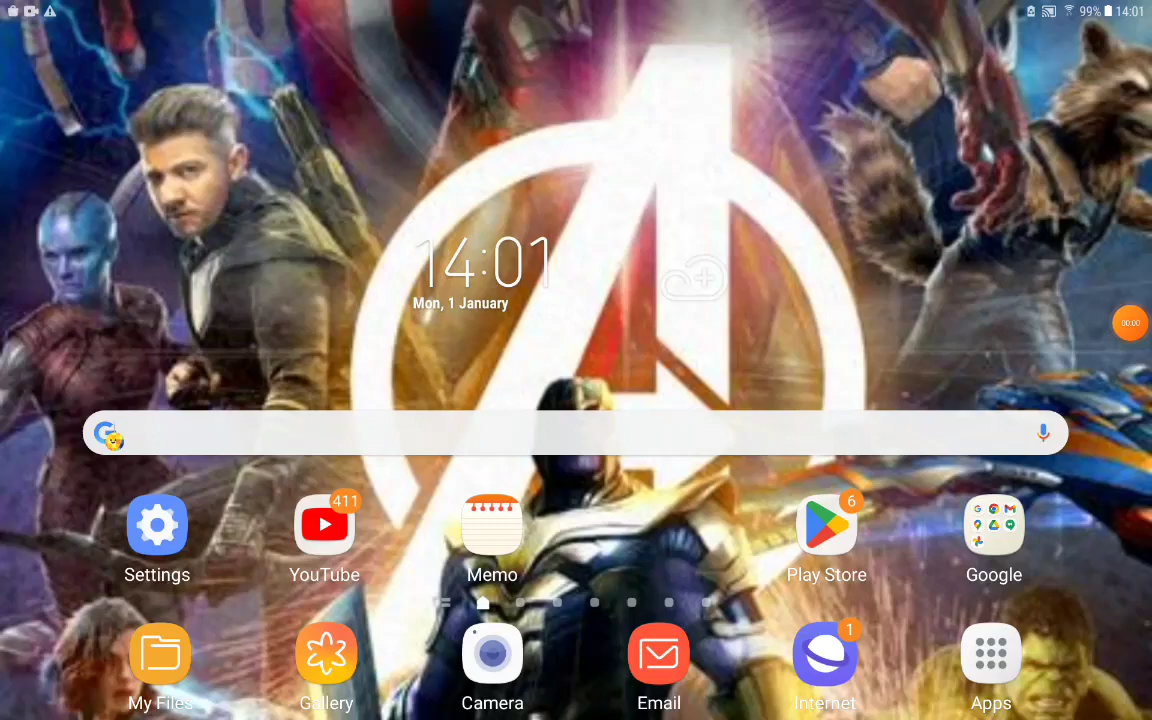 99% 14:01
14:01
Mon, 1 January
00:00
411
6
Settings
YouTube
Memo
Play Store
Google
1
My Files
Gallery
Camera
Email
Internet
Apps